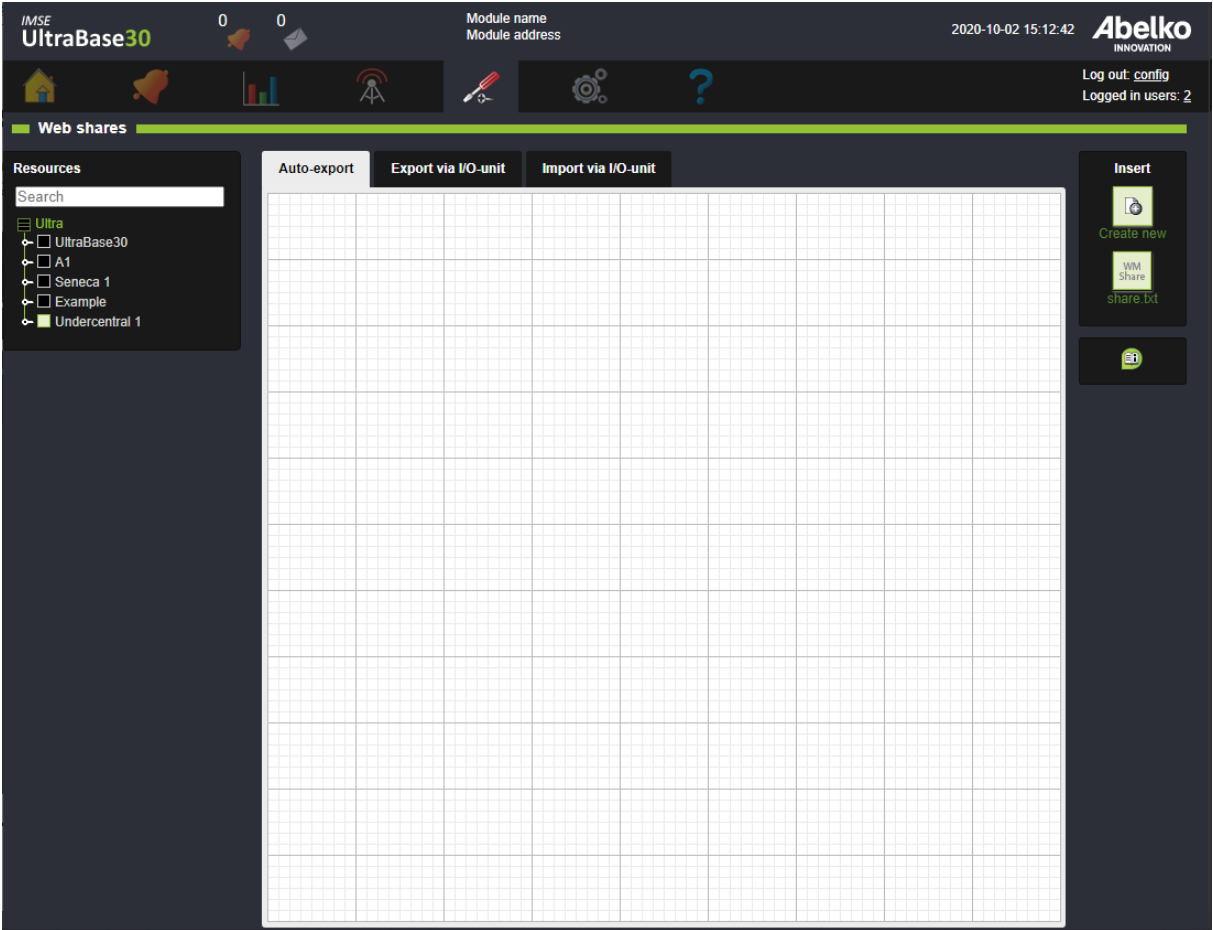 IMSE
UltraBase30
0
0
Module name
Module address
2020-10-02 15:12:42
Abelko
INNOVATION
Log out: config
Logged in users: 2
Web shares
Resources
Search
Ultra
UltraBase30
A1
Seneca 1
Example
Undercentral 1
Auto-export
Export via I/O-unit
Import via I/O-unit
Insert
Create new
WM
Share
share.txt